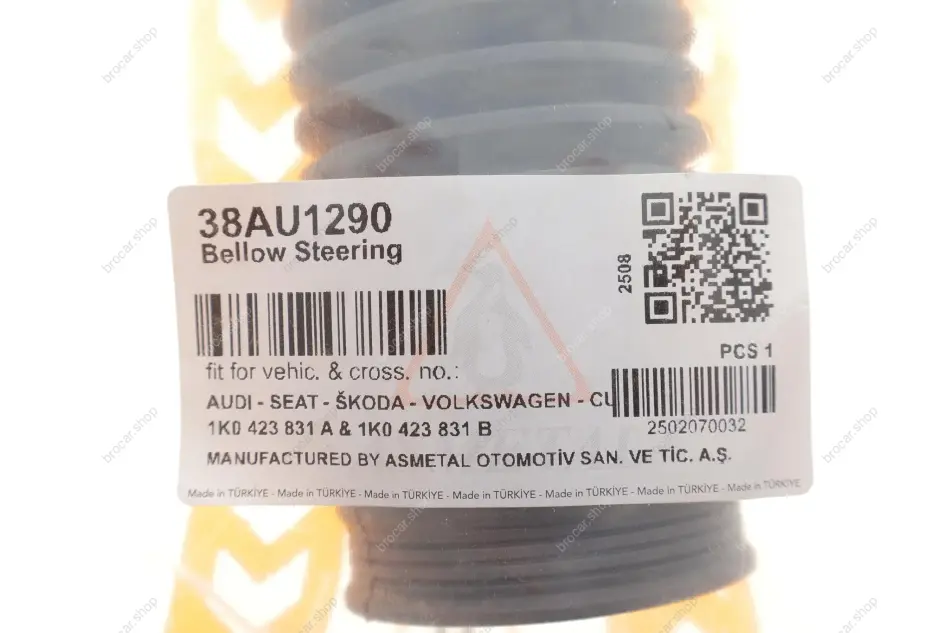 38AU1290
Bellow Steering
2508
PCS 1
fit for vehic. & cross. no.:
AUDI - SEAT - ŠKODA - VOLKSWAGEN - CU
1K0 423 831 A & 1K0 423 831 B
2502070032
MANUFACTURED BY ASMETAL OTOMOTİV SAN. VE TİC. A.Ş.
Made in TÜRKİYE - Made in TÜRKİYE - Made in TÜRKİYE - Made in TÜRKİYE - Made in TÜRKİYE - Made in TÜRKİYE - Made in TÜRKİYE
brocar.shop